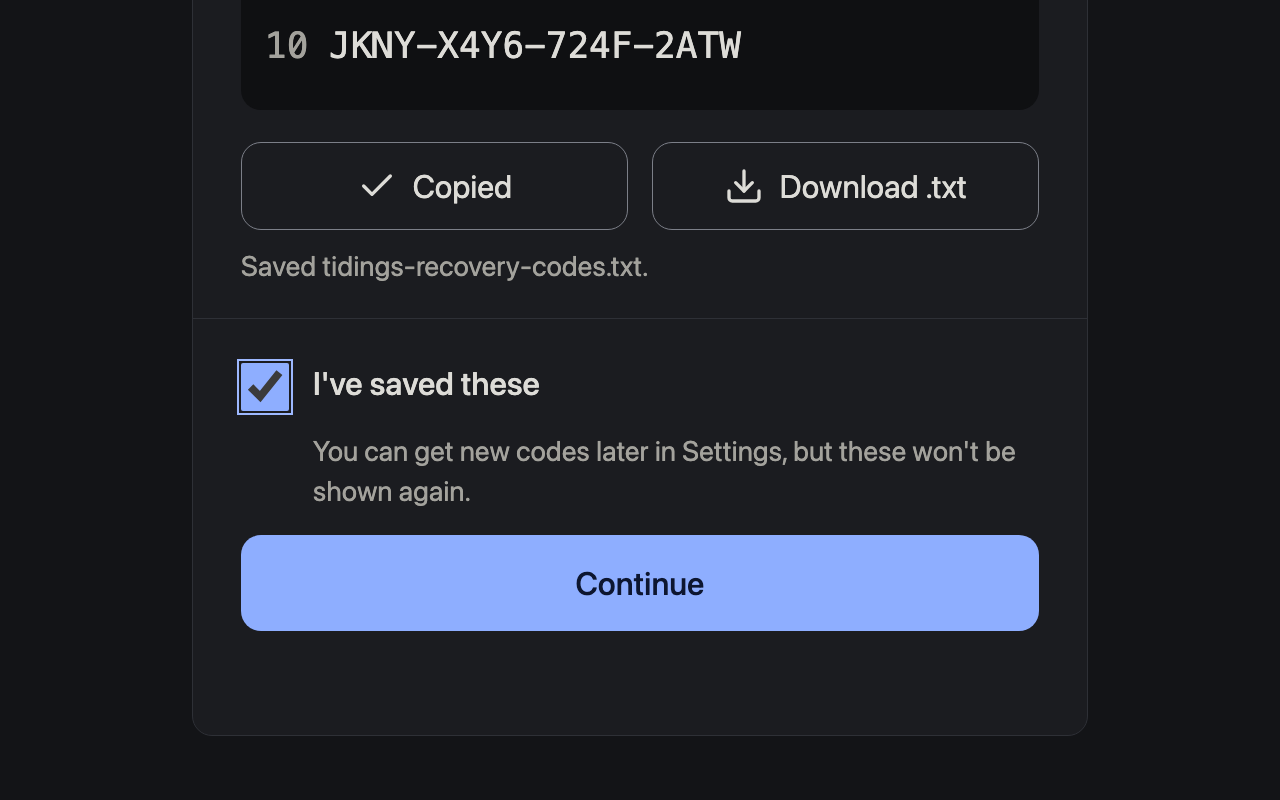 10 JKNY-X4Y6-724F-2ATW
Copied
Download .txt
Saved tidings-recovery-codes.txt.
I've saved these
You can get new codes later in Settings, but these won't be
shown again.
Continue